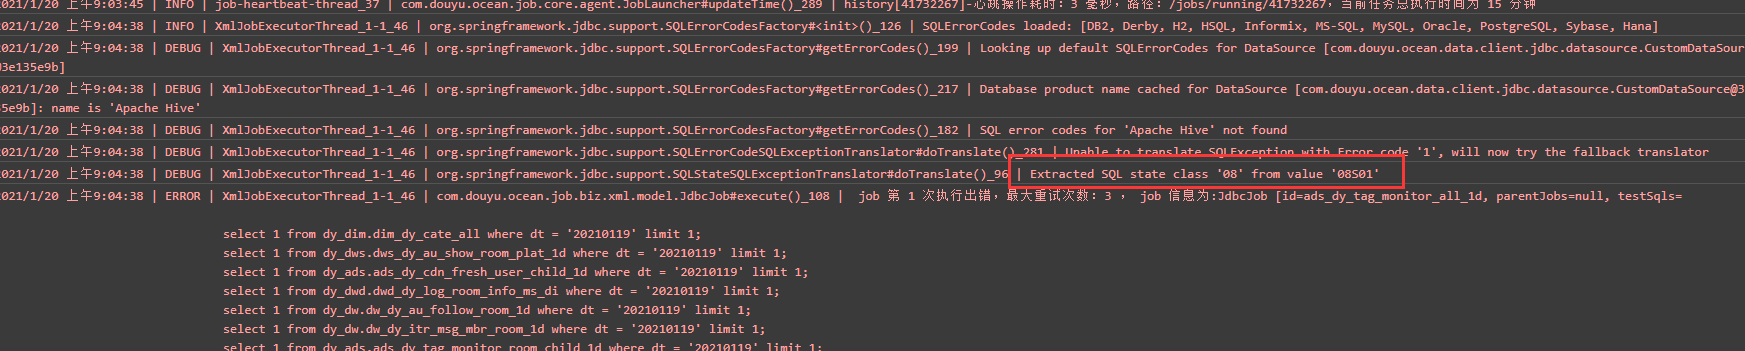 2021/1/20 上午9:03:45 | INFO | job-heartbeat-thread_37 | com.douyu.ocean.job.core.agent.JobLauncher#updateTime()_289 | history[41732267]-心跳操作耗时: 3 毫秒, 路径: /jobs/running/41732267, 当前任务总执行时间为 15 分钟
2021/1/20 上午9:04:38 | INFO | XmlJobExecutorThread_1-1_46 | org.springframework.jdbc.support.SQLErrorCodesFactory#<init>()_126 | SQLErrorCodes loaded: [DB2, Derby, H2, HSQL, Informix, MS-SQL, MySQL, Oracle, PostgreSQL, Sybase, Hana]
2021/1/20 上午9:04:38 | DEBUG | XmlJobExecutorThread_1-1_46 | org.springframework.jdbc.support.SQLErrorCodesFactory#getErrorCodes()_199 | Looking up default SQLErrorCodes for DataSource [com.douyu.ocean.data.client.jdbc.datasource.CustomDataSour
3e135e9b]
2021/1/20 上午9:04:38 | DEBUG | XmlJobExecutorThread_1-1_46 | org.springframework.jdbc.support.SQLErrorCodesFactory#getErrorCodes()_217 | Database product name cached for DataSource [com.douyu.ocean.data.client.jdbc.datasource.CustomDataSource@3
5e9b]: name is 'Apache Hive'
2021/1/20 上午9:04:38 | DEBUG | XmlJobExecutorThread_1-1_46 | org.springframework.jdbc.support.SQLErrorCodesFactory#getErrorCodes()_182 | SQL error codes for 'Apache Hive' not found
2021/1/20 上午9:04:38 | DEBUG | XmlJobExecutorThread_1-1_46 | org.springframework.jdbc.support.SQLErrorCodeSQLExceptionTranslator#doTranslate()_281 | Unable to translate SQLException with Error code '1', will now try the fallback translator
2021/1/20 上午9:04:38 | DEBUG | XmlJobExecutorThread_1-1_46 | org.springframework.jdbc.support.SQLStateSQLExceptionTranslator#doTranslate()_96 | Extracted SQL state class '08' from value '08S01'
2021/1/20 上午9:04:38 | ERROR | XmlJobExecutorThread_1-1_46 | com.douyu.ocean.job.biz.xml.model.JdbcJob#execute()_108 | job 第 1 次执行出错, 最大重试次数: 3 , job 信息为:JdbcJob [id=ads_dy_tag_monitor_all_1d, parentJobs=null, testSqls=
select 1 from dy_dim.dim_dy_cate_all where dt = '20210119' limit 1;
select 1 from dy_dws.dws_dy_au_show_room_plat_1d where dt = '20210119' limit 1;
select 1 from dy_ads.ads_dy_cdn_fresh_user_child_1d where dt = '20210119' limit 1;
select 1 from dy_dwd.dwd_dy_log_room_info_ms_di where dt = '20210119' limit 1;
select 1 from dy_dw.dw_dy_au_follow_room_1d where dt = '20210119' limit 1;
select 1 from dy_dw.dw_dy_itr_msg_mbr_room_1d where dt = '20210119' limit 1;
select 1 from dy_ads.ads_dy_tag_monitor_room_child_1d where dt = '20210119' limit 1;